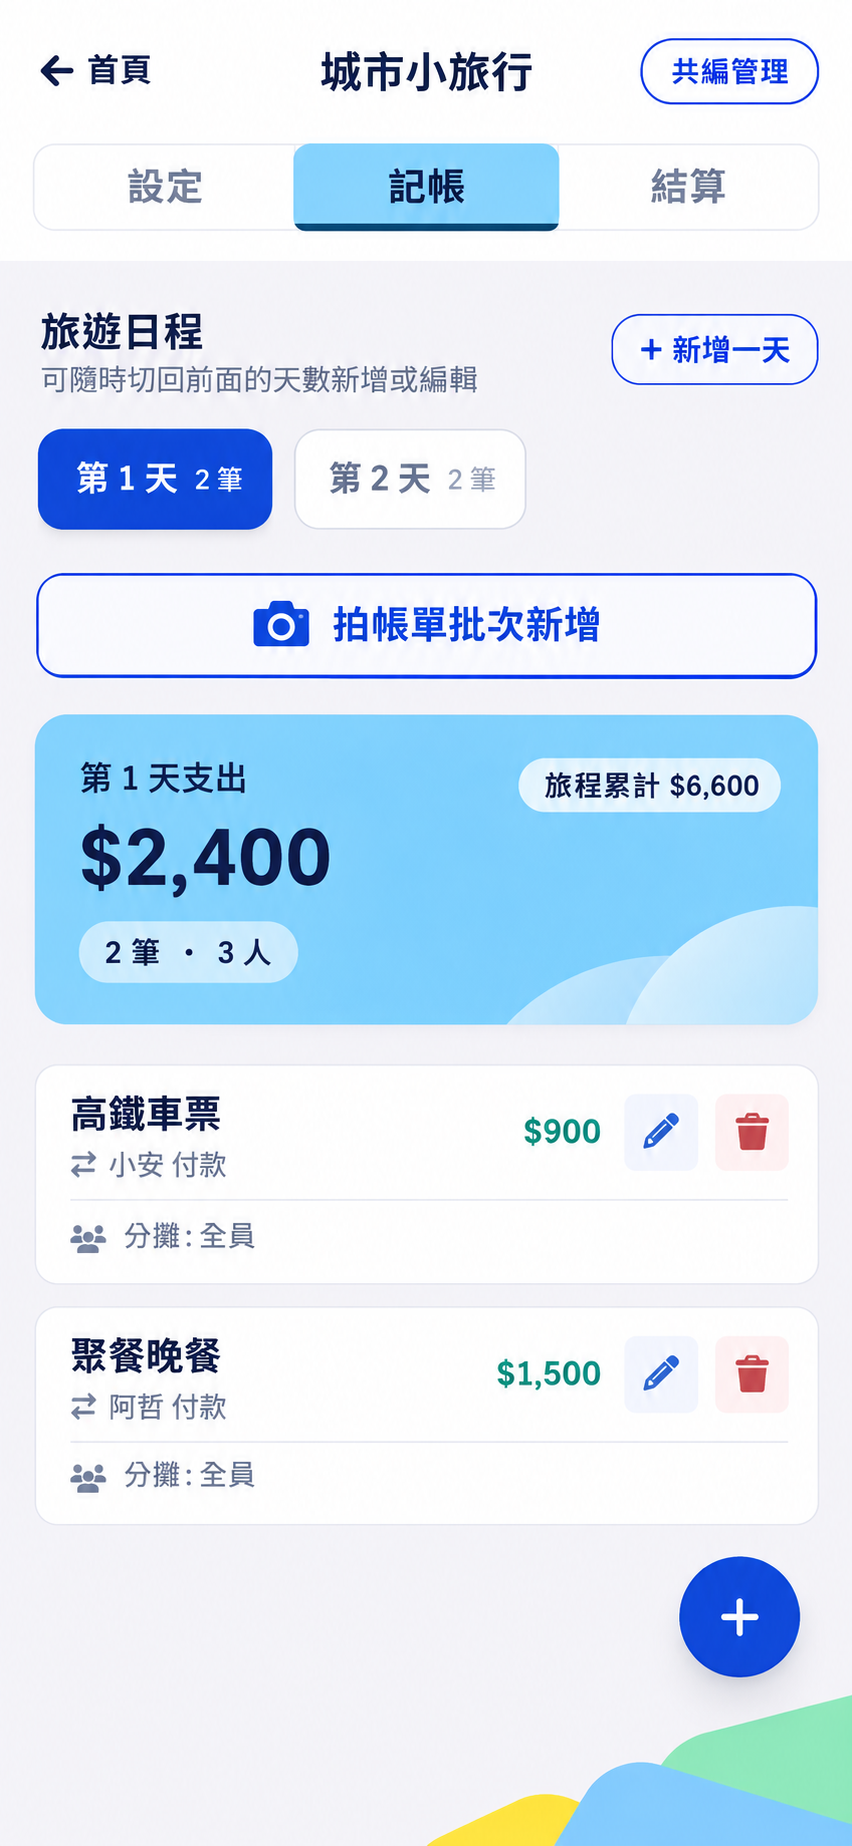 首頁
城市小旅行
共編管理
設定
記帳
結算
旅遊日程
可隨時切回前面的天數新增或編輯
+ 新增一天
第 1 天 2 筆
第 2 天 2 筆
拍帳單批次新增
第 1 天支出
旅程累計 $6,600
$2,400
2 筆 · 3 人
高鐵車票
$900
小安 付款
分攤:全員
聚餐晚餐
$1,500
阿哲 付款
分攤:全員